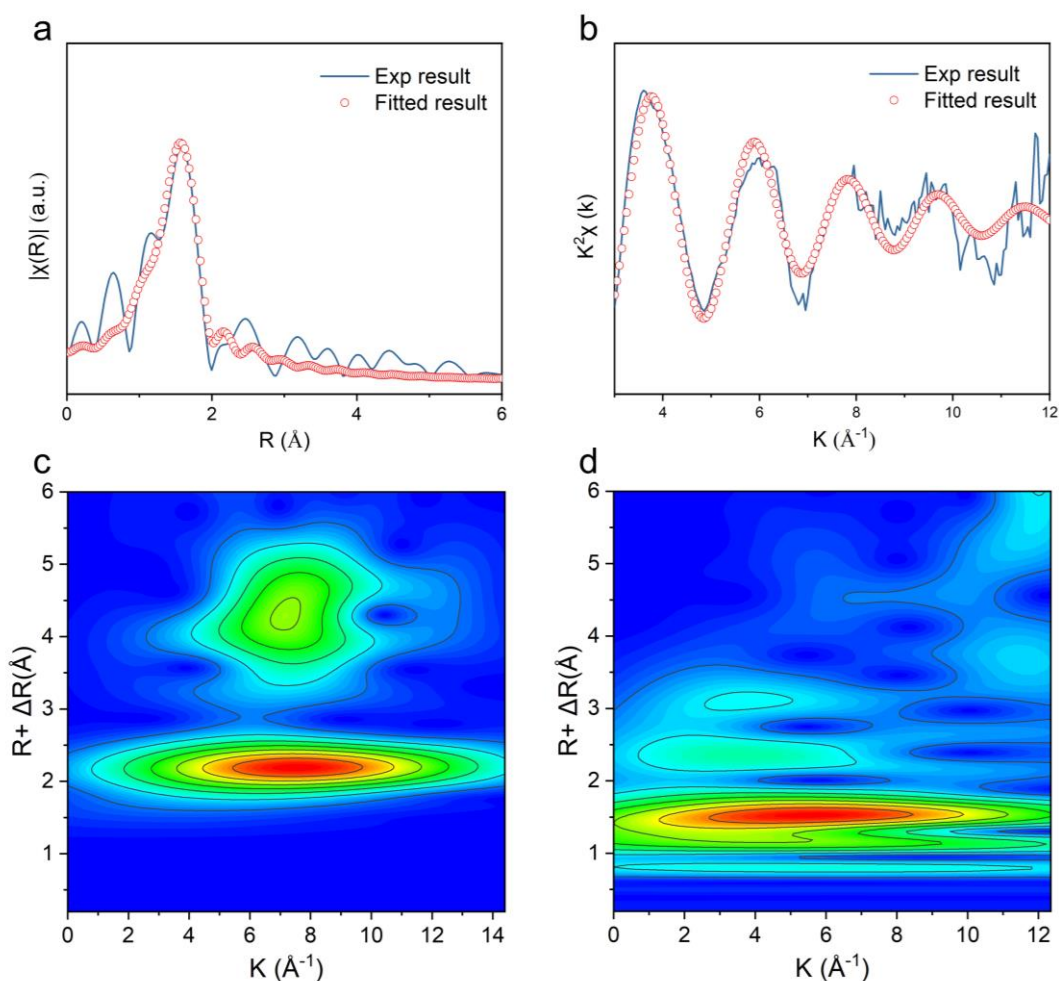 a
Exp result
Fitted result
|χ(R)| (a.u.)
0 2 4 6
R (Å)
b
Exp result
Fitted result
K²χ (k)
4 6 8 10 12
K (Å⁻¹)
c
6
5
4
3
2
1
R+ ΔR(Å)
0 2 4 6 8 10 12 14
K (Å⁻¹)
d
6
5
4
3
2
1
R+ ΔR(Å)
0 2 4 6 8 10 12
K (Å⁻¹)